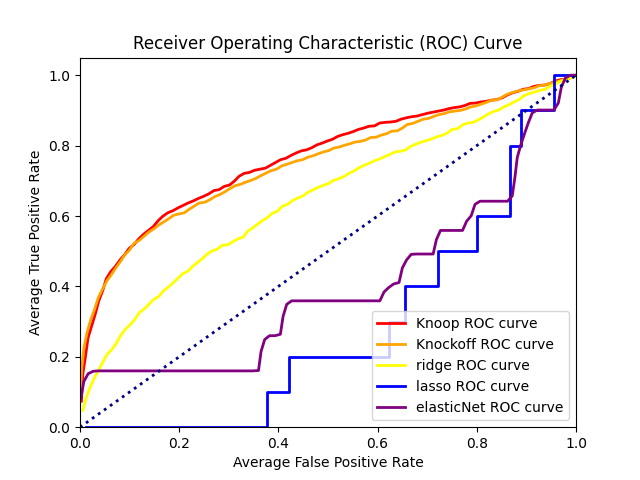 Receiver Operating Characteristic (ROC) Curve
Average True Positive Rate
1.0
0.8
0.6
0.4
0.2
0.0
Knoop ROC curve
Knockoff ROC curve
ridge ROC curve
lasso ROC curve
elasticNet ROC curve
0.0 0.2 0.4 0.6 0.8 1.0
Average False Positive Rate